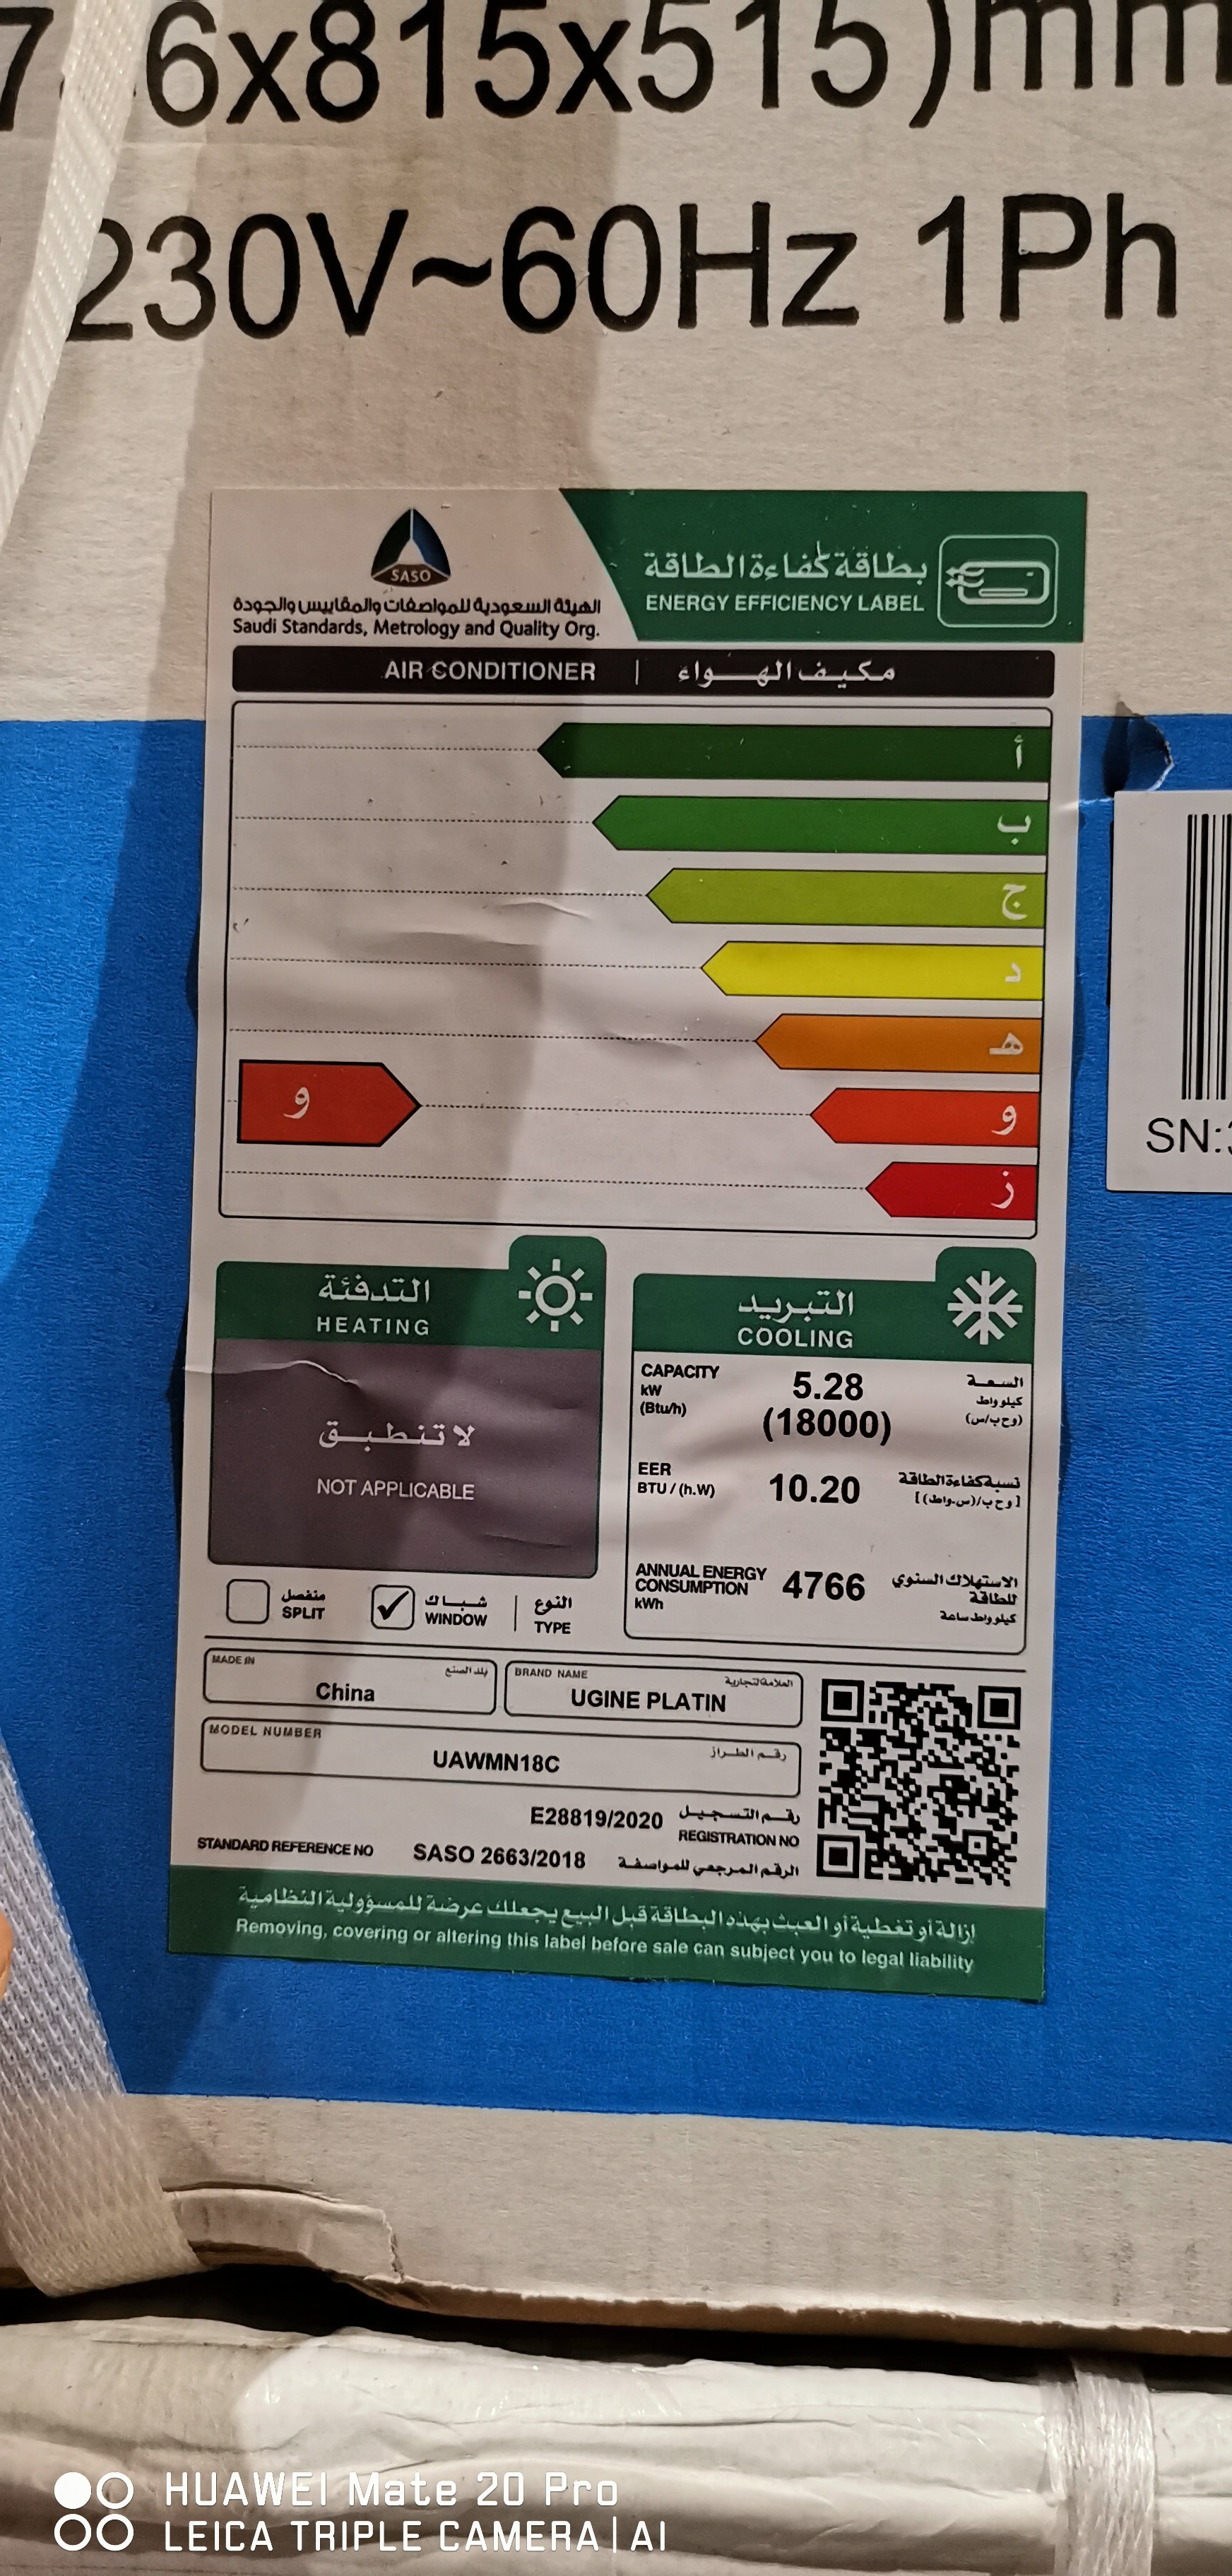 6x815x515)mm
230V~60Hz 1Ph
SASO
الهيئة السعودية للمواصفات والمقاييس والجودة
Saudi Standards, Metrology and Quality Org.
بطاقة كفاءة الطاقة
ENERGY EFFICIENCY LABEL
AIR CONDITIONER | مكيف الهواء
أ
ب
ج
د
هـ
و و
ز
SN:
التدفئة
HEATING
لا تنطبق
NOT APPLICABLE
التبريد
COOLING
CAPACITY 5.28 السعة
kW كيلو واط
(Btu/h) (18000) (وح ب/س)
EER 10.20 نسبة كفاءة الطاقة
BTU / (h.W) [وح ب/(س.واط)]
ANNUAL ENERGY 4766 الاستهلاك السنوي
CONSUMPTION للطاقة
kWh كيلو واط ساعة
منفصل شباك النوع
SPLIT WINDOW TYPE
MADE IN بلد الصنع
China
BRAND NAME العلامة التجارية
UGINE PLATIN
MODEL NUMBER رقم الطراز
UAWMN18C
E28819/2020 رقم التسجيل
REGISTRATION NO
STANDARD REFERENCE NO SASO 2663/2018 الرقم المرجعي للمواصفة
إزالة أو تغطية أو العبث بهذه البطاقة قبل البيع يجعلك عرضة للمسؤولية النظامية
Removing, covering or altering this label before sale can subject you to legal liability
HUAWEI Mate 20 Pro
LEICA TRIPLE CAMERA | AI